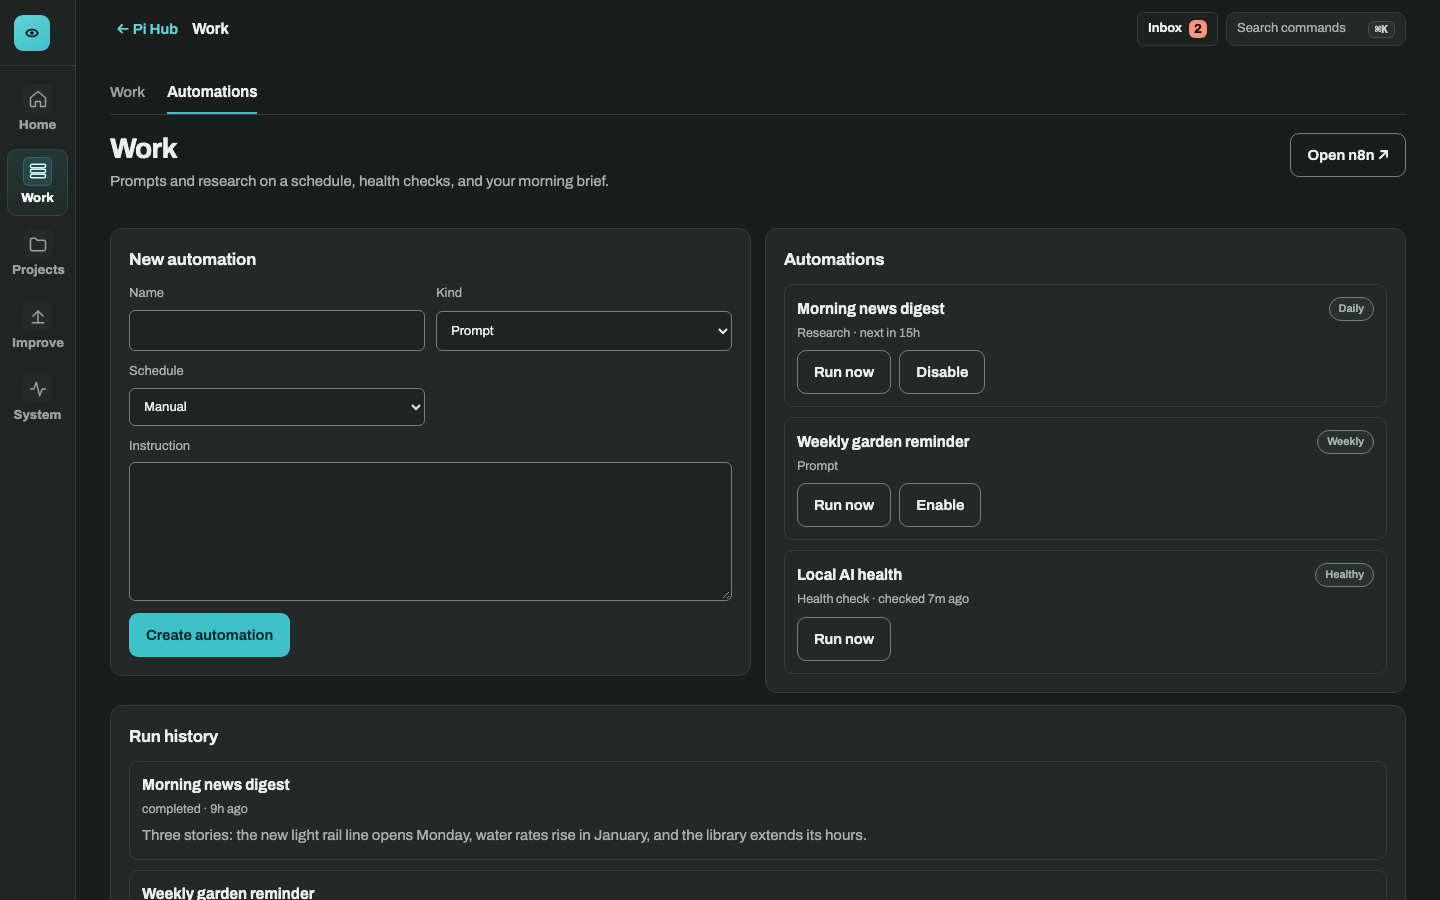 ← Pi Hub Work
Inbox 2
Search commands ⌘K
Home
Work
Projects
Improve
System
Work Automations
Work
Prompts and research on a schedule, health checks, and your morning brief.
Open n8n ↗
New automation
Name
Kind
Prompt
Schedule
Manual
Instruction
Create automation
Automations
Morning news digest
Daily
Research · next in 15h
Run now Disable
Weekly garden reminder
Weekly
Prompt
Run now Enable
Local AI health
Healthy
Health check · checked 7m ago
Run now
Run history
Morning news digest
completed · 9h ago
Three stories: the new light rail line opens Monday, water rates rise in January, and the library extends its hours.
Weekly garden reminder